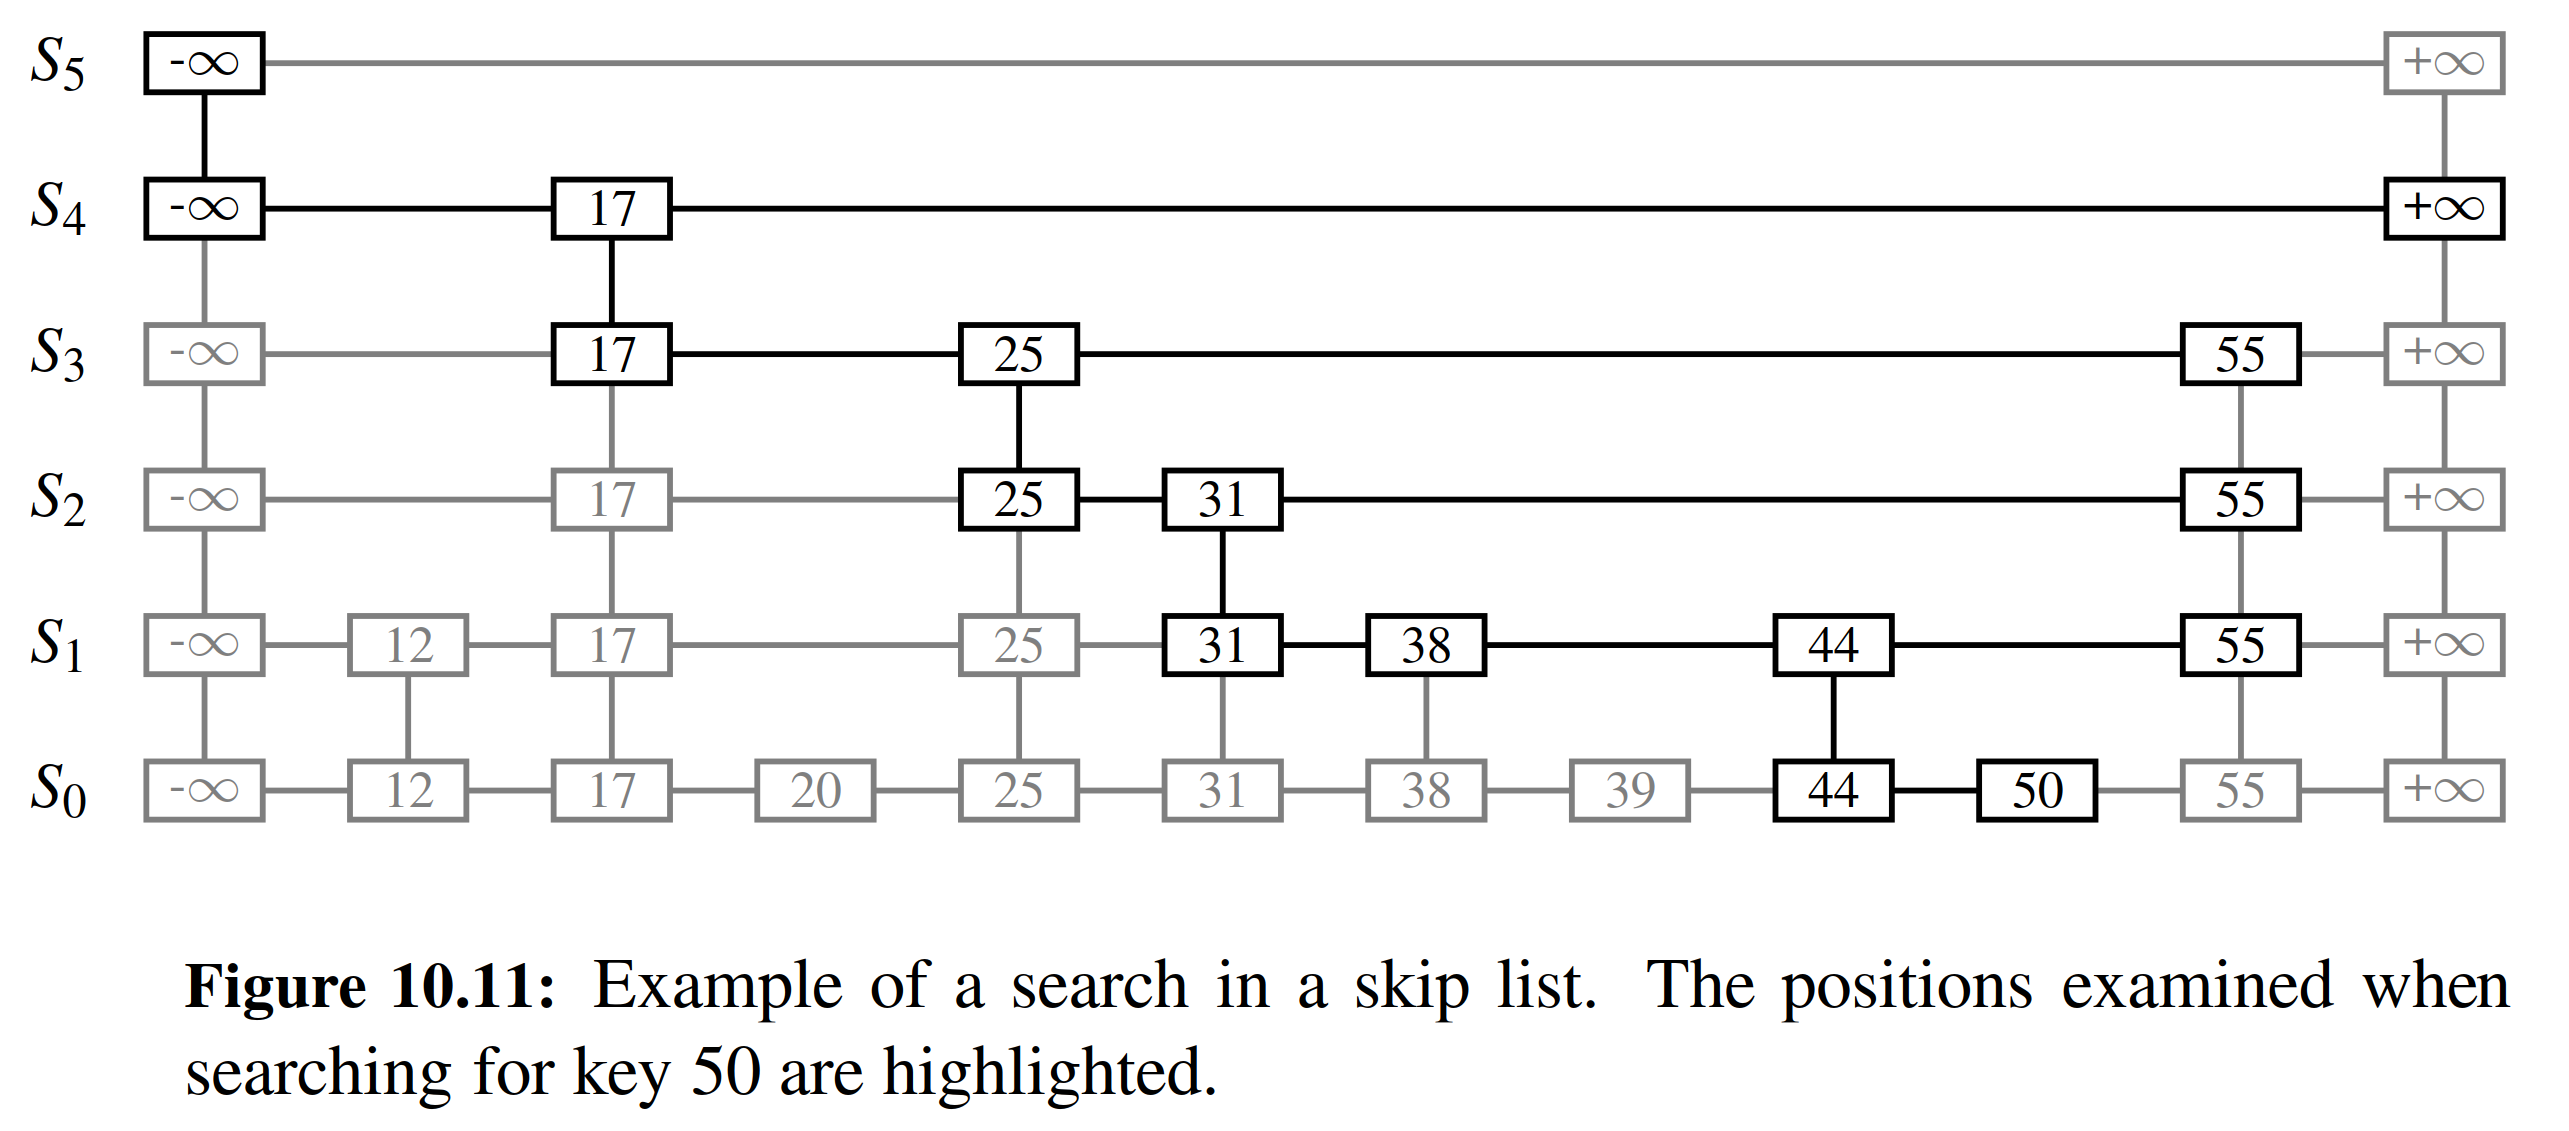 S5 -∞ +∞
S4 -∞ 17 +∞
S3 -∞ 17 25 55 +∞
S2 -∞ 17 25 31 55 +∞
S1 -∞ 12 17 25 31 38 44 55 +∞
S0 -∞ 12 17 20 25 31 38 39 44 50 55 +∞
Figure 10.11: Example of a search in a skip list. The positions examined when
searching for key 50 are highlighted.